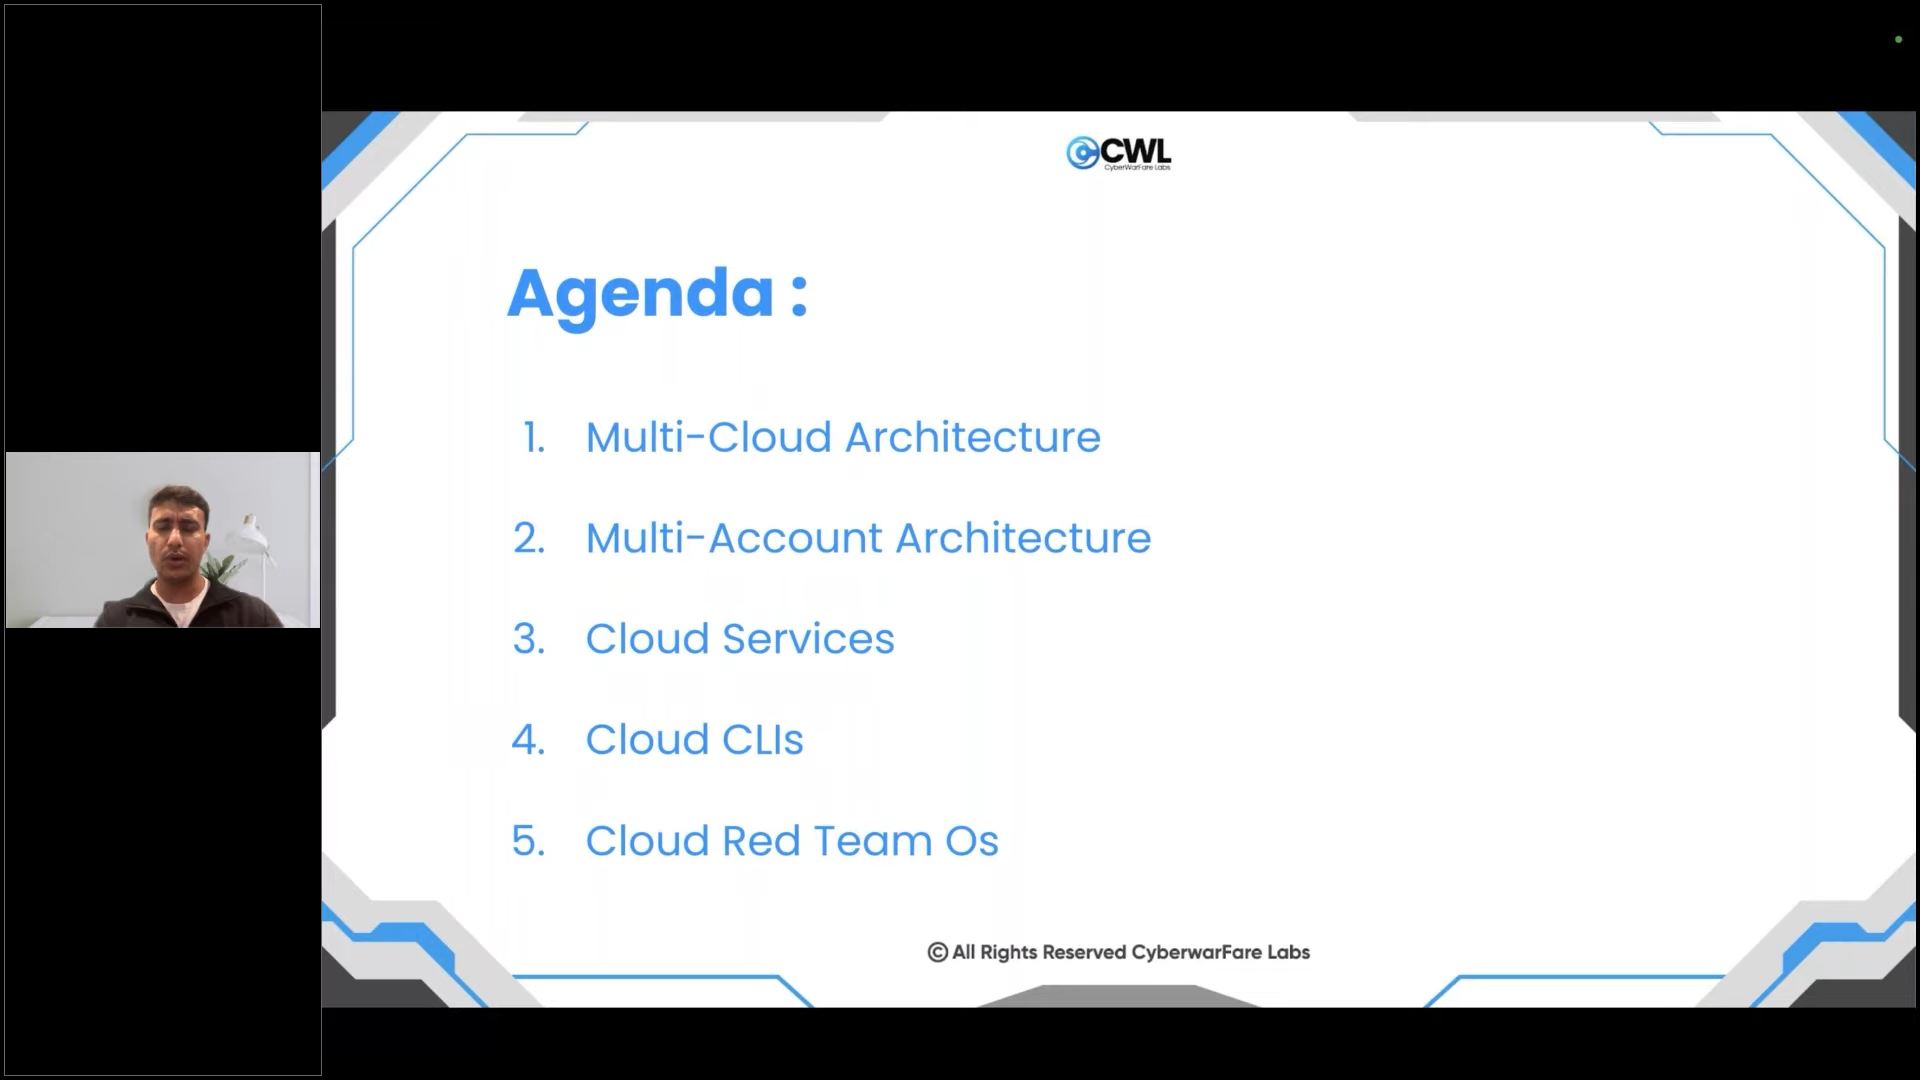 CWL
CyberWarFare Labs
Agenda :
1. Multi-Cloud Architecture
2. Multi-Account Architecture
3. Cloud Services
4. Cloud CLIs
5. Cloud Red Team Os
© All Rights Reserved CyberwarFare Labs